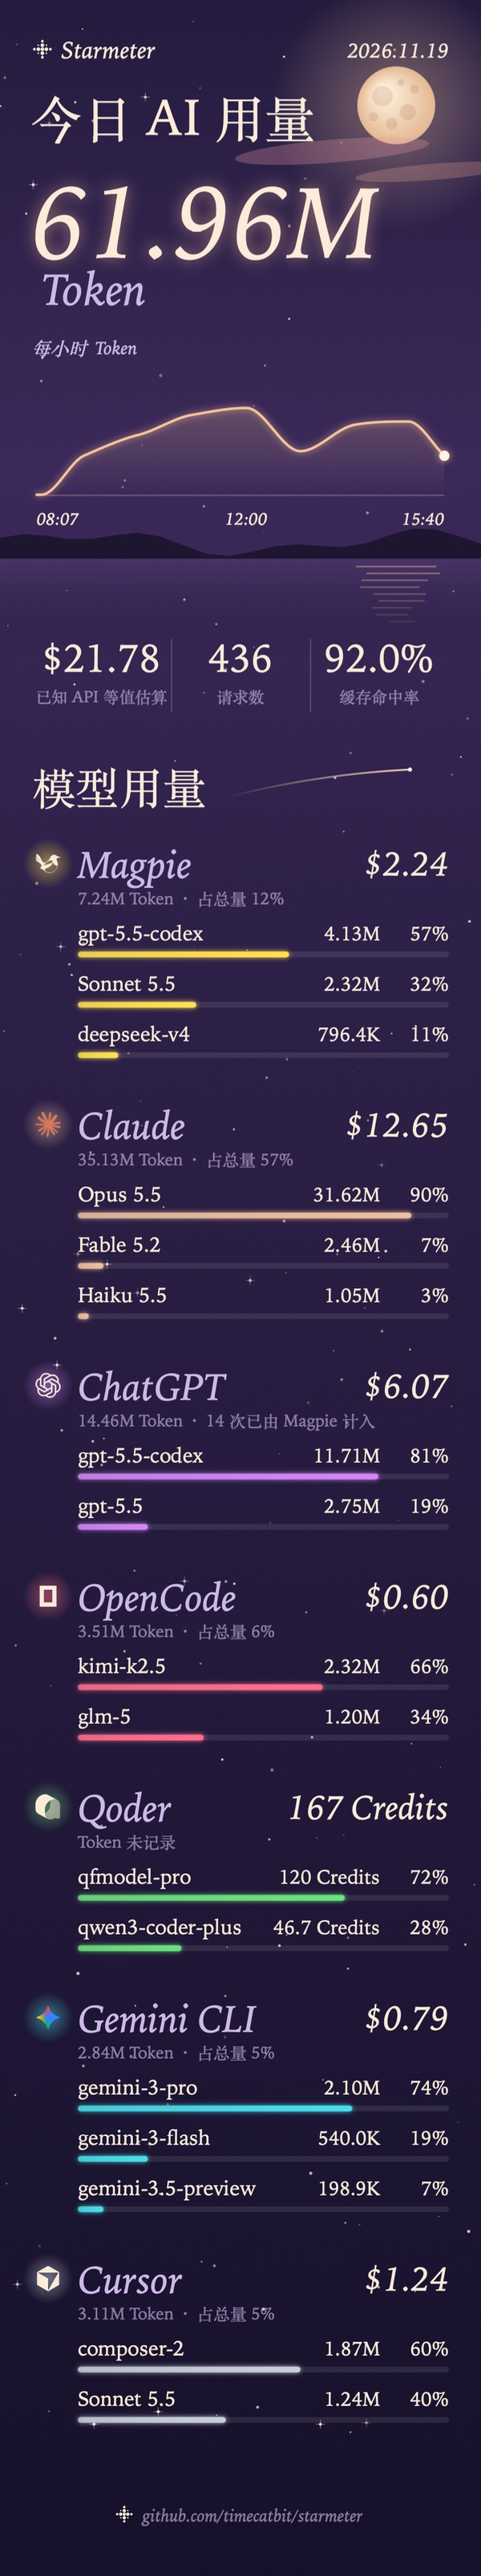 Starmeter 2026.11.19
今日 AI 用量
61.96M
Token
每小时 Token
08:07 12:00 15:40
$21.78 436 92.0%
已知 API 等值估算 请求数 缓存命中率
模型用量
Magpie $2.24
7.24M Token · 占总量 12%
gpt-5.5-codex 4.13M 57%
Sonnet 5.5 2.32M 32%
deepseek-v4 796.4K 11%
Claude $12.65
35.13M Token · 占总量 57%
Opus 5.5 31.62M 90%
Fable 5.2 2.46M 7%
Haiku 5.5 1.05M 3%
ChatGPT $6.07
14.46M Token · 14 次已由 Magpie 计入
gpt-5.5-codex 11.71M 81%
gpt-5.5 2.75M 19%
OpenCode $0.60
3.51M Token · 占总量 6%
kimi-k2.5 2.32M 66%
glm-5 1.20M 34%
Qoder 167 Credits
Token 未记录
qfmodel-pro 120 Credits 72%
qwen3-coder-plus 46.7 Credits 28%
Gemini CLI $0.79
2.84M Token · 占总量 5%
gemini-3-pro 2.10M 74%
gemini-3-flash 540.0K 19%
gemini-3.5-preview 198.9K 7%
Cursor $1.24
3.11M Token · 占总量 5%
composer-2 1.87M 60%
Sonnet 5.5 1.24M 40%
github.com/timecatbit/starmeter